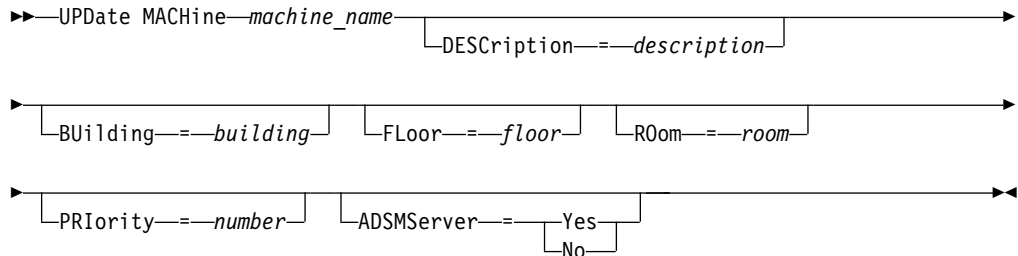 UPDate MACHine machine_name
DESCription = description
BUilding = building FLoor = floor ROom = room
PRIority = number ADSMServer = Yes
No